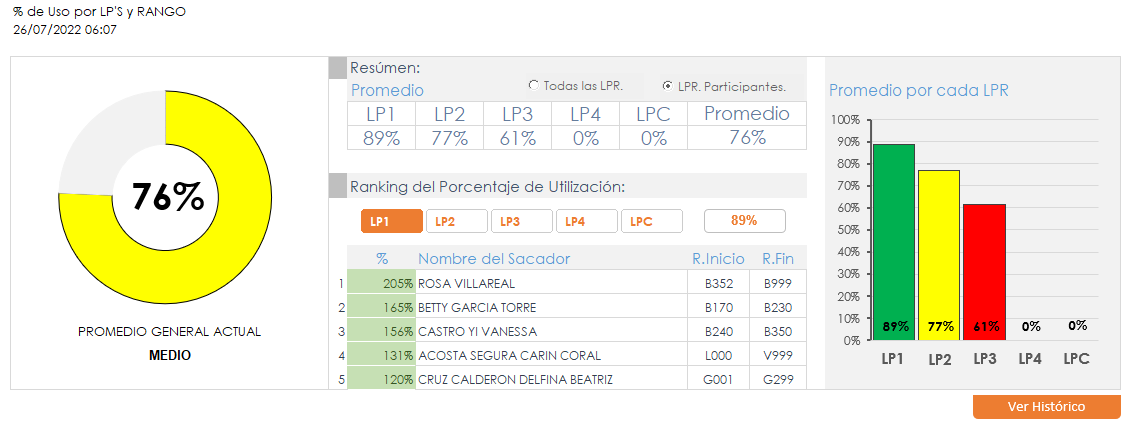 % de Uso por LP'S y RANGO
26/07/2022 06:07
76%
PROMEDIO GENERAL ACTUAL
MEDIO
Resúmen:
Promedio
Todas las LPR.
LPR. Participantes.
LP1 LP2 LP3 LP4 LPC Promedio
89% 77% 61% 0% 0% 76%
Ranking del Porcentaje de Utilización:
LP1 LP2 LP3 LP4 LPC 89%
% Nombre del Sacador R.Inicio R.Fin
1 205% ROSA VILLAREAL B352 B999
2 165% BETTY GARCIA TORRE B170 B230
3 156% CASTRO YI VANESSA B240 B350
4 131% ACOSTA SEGURA CARIN CORAL L000 V999
5 120% CRUZ CALDERON DELFINA BEATRIZ G001 G299
Promedio por cada LPR
100%
90%
80%
70%
60%
50%
40%
30%
20%
10%
0%
89% 77% 61% 0% 0%
LP1 LP2 LP3 LP4 LPC
Ver Histórico